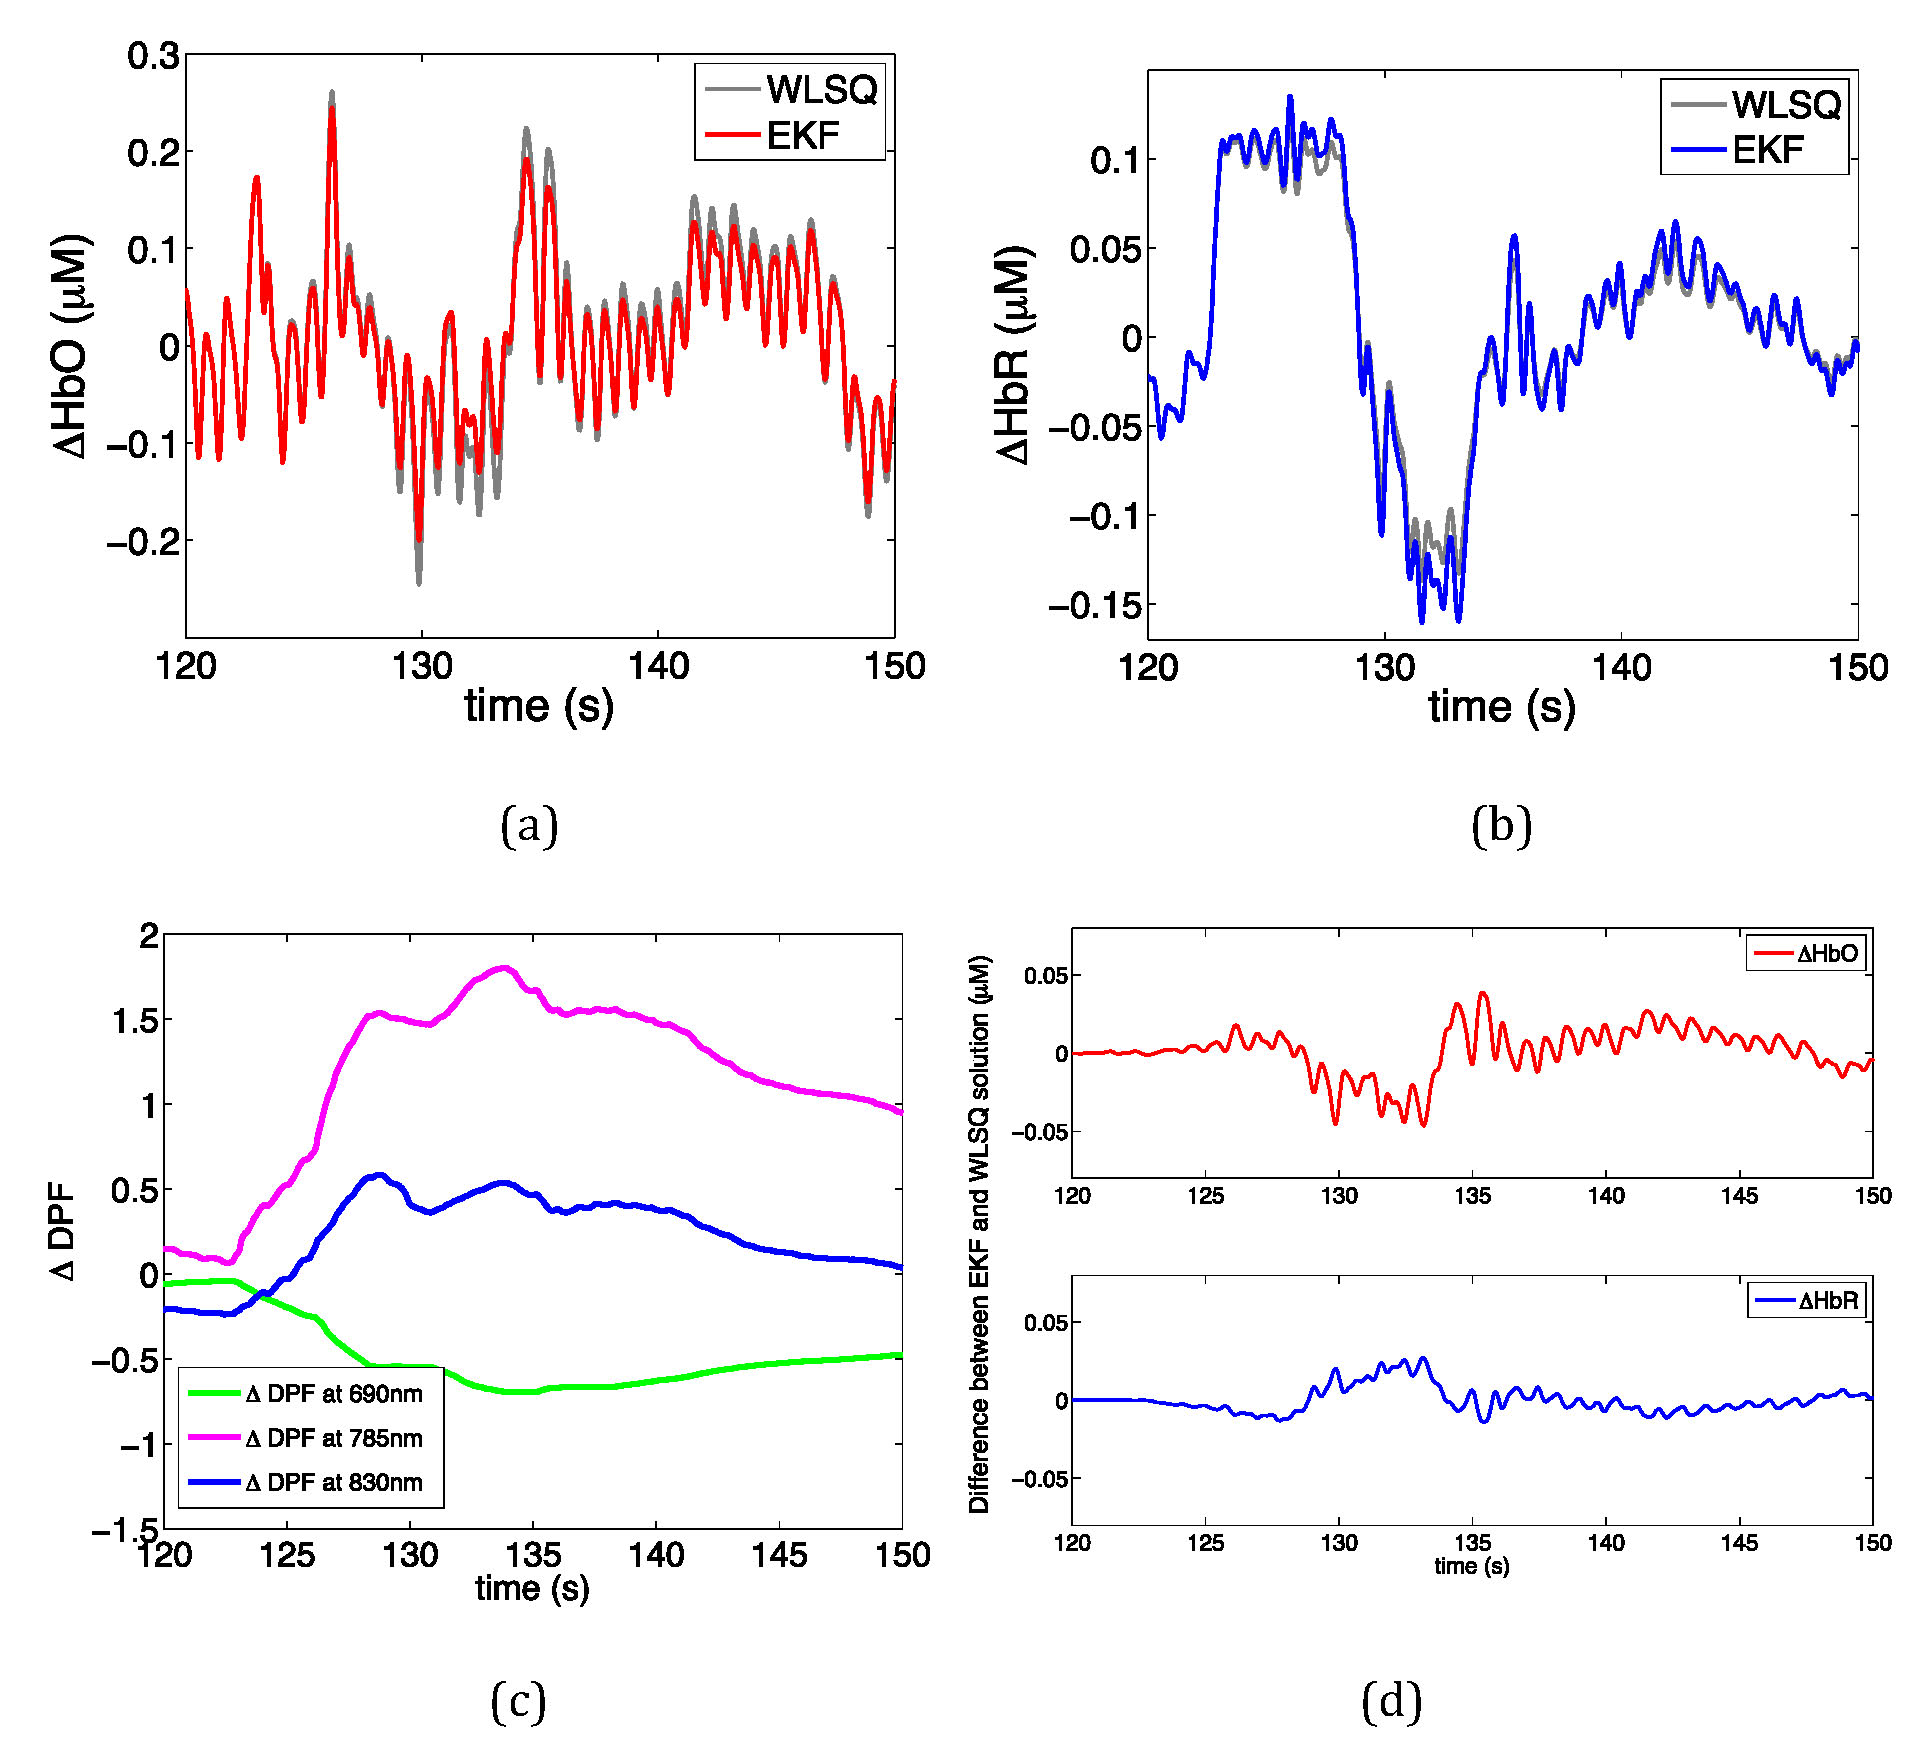 0.3
0.2
0.1
0
−0.1
−0.2
120
130
140
150
time (s)
ΔHbO (μM)
WLSQ
EKF
(a)
0.1
0.05
0
−0.05
−0.1
−0.15
120
130
140
150
time (s)
ΔHbR (μM)
WLSQ
EKF
(b)
2
1.5
1
0.5
0
−0.5
−1
−1.5
120
125
130
135
140
145
150
time (s)
Δ DPF
Δ DPF at 690nm
Δ DPF at 785nm
Δ DPF at 830nm
(c)
Difference between EKF and WLSQ solution (μM)
0.05
0
−0.05
120
125
130
135
140
145
150
ΔHbO
0.05
0
−0.05
120
125
130
135
140
145
150
time (s)
ΔHbR
(d)